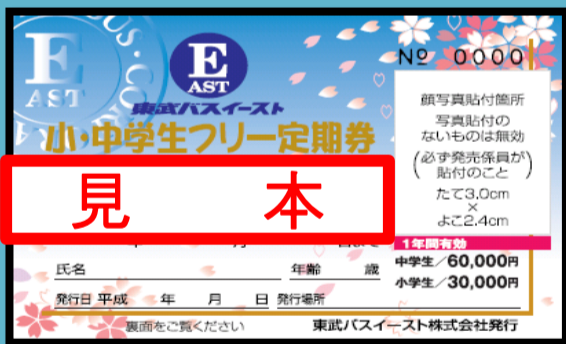 E
AST
E
AST
東武バスイースト
小・中学生フリー定期券
№ 0000
顔写真貼付箇所
写真貼付の
ないものは無効
(必ず発売係員が
貼付のこと)
たて3.0cm
×
よこ2.4cm
見 本
1年間有効
中学生/60,000円
小学生/30,000円
氏名 年齢 歳
発行日 平成 年 月 日 発行場所
裏面をご覧ください 東武バスイースト株式会社発行